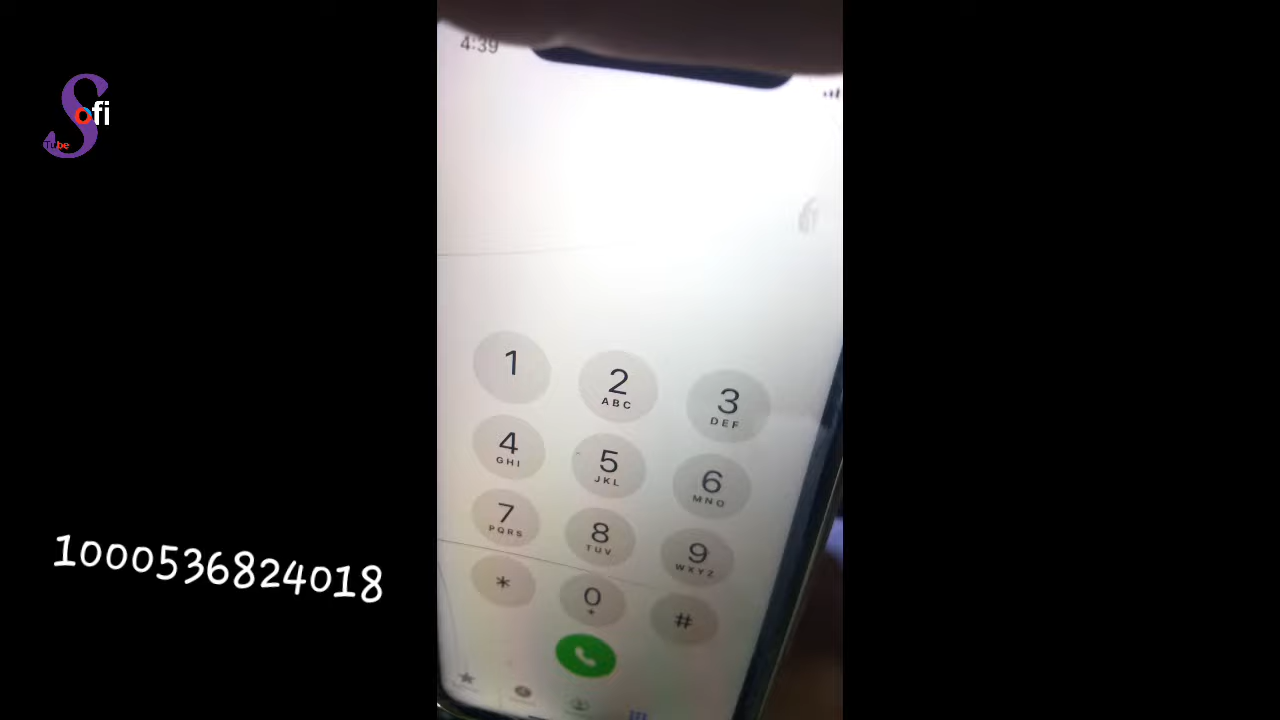 4:39
Sofi
Tube
1
2
ABC
3
DEF
4
GHI
5
JKL
6
MNO
7
PQRS
8
TUV
9
WXYZ
*
0
+
#
1000536824018